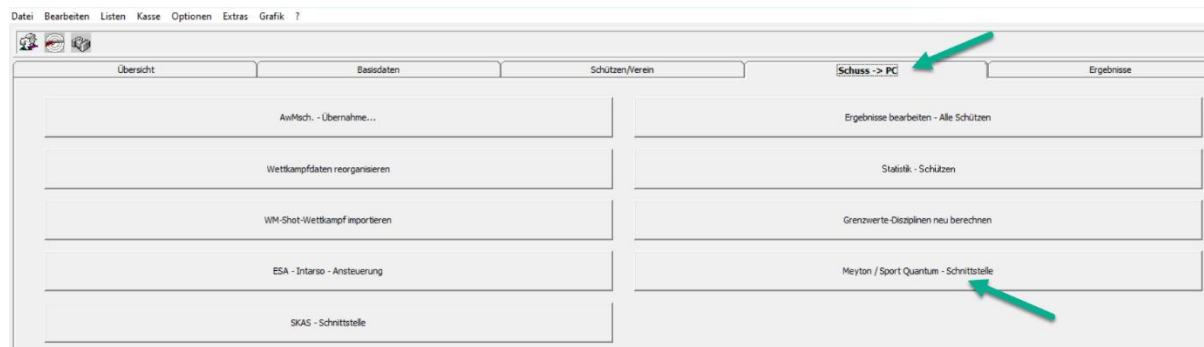 Datei Bearbeiten Listen Kasse Optionen Extras Grafik ?
Übersicht Basisdaten Schützen/Verein Schuss -> PC Ergebnisse
AwMsch. - Übernahme... Ergebnisse bearbeiten - Alle Schützen
Wettkampfdaten reorganisieren Statistik - Schützen
WM-Shot-Wettkampf importieren Grenzwerte-Disziplinen neu berechnen
ESA - Intarso - Ansteuerung Meyton / Sport Quantum - Schnittstelle
SKAS - Schnittstelle